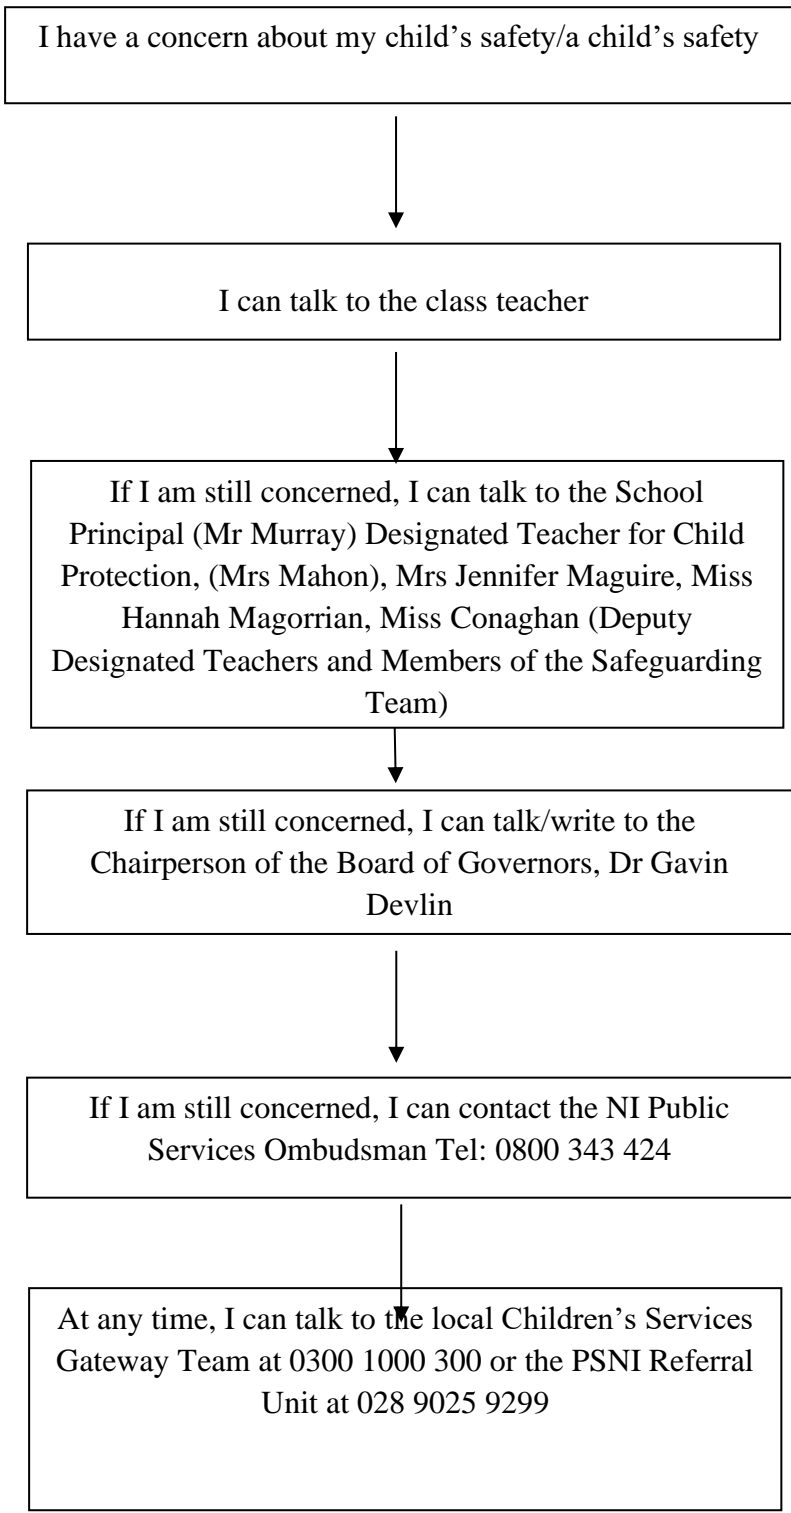 I have a concern about my child’s safety/a child’s safety
I can talk to the class teacher
If I am still concerned, I can talk to the School
Principal (Mr Murray) Designated Teacher for Child
Protection, (Mrs Mahon), Mrs Jennifer Maguire, Miss
Hannah Magorrian, Miss Conaghan (Deputy
Designated Teachers and Members of the Safeguarding
Team)
If I am still concerned, I can talk/write to the
Chairperson of the Board of Governors, Dr Gavin
Devlin
If I am still concerned, I can contact the NI Public
Services Ombudsman Tel: 0800 343 424
At any time, I can talk to the local Children’s Services
Gateway Team at 0300 1000 300 or the PSNI Referral
Unit at 028 9025 9299